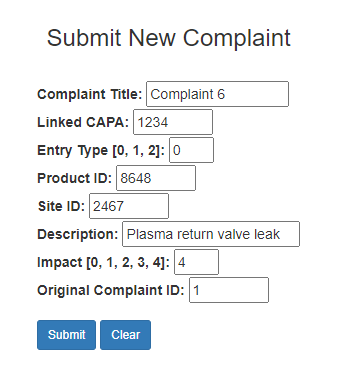 Submit New Complaint
Complaint Title: Complaint 6
Linked CAPA: 1234
Entry Type [0, 1, 2]: 0
Product ID: 8648
Site ID: 2467
Description: Plasma return valve leak
Impact [0, 1, 2, 3, 4]: 4
Original Complaint ID: 1
Submit Clear